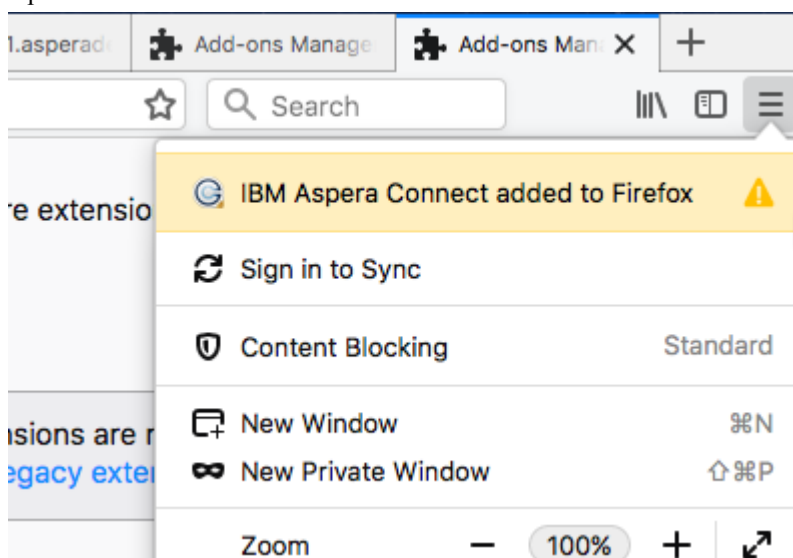 1.asperad
Add-ons Manage
Add-ons Man
Search
IBM Aspera Connect added to Firefox
re extensio
Sign in to Sync
Content Blocking Standard
New Window ⌘N
nsions are r
New Private Window ⇧⌘P
egacy exte
Zoom − 100% +